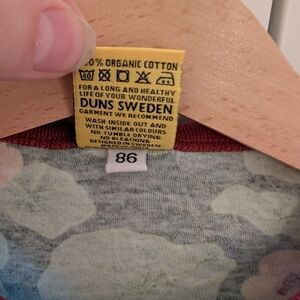 100% ORGANIC COTTON
FOR A LONG AND HEALTHY
LIFE OF YOUR WONDERFUL
DUNS SWEDEN
GARMENT WE RECOMMEND
WASH INSIDE OUT AND
WITH SIMILAR COLOURS
NO TUMBLE DRYING
NO BLEACHING
DESIGNED IN SWEDEN
86